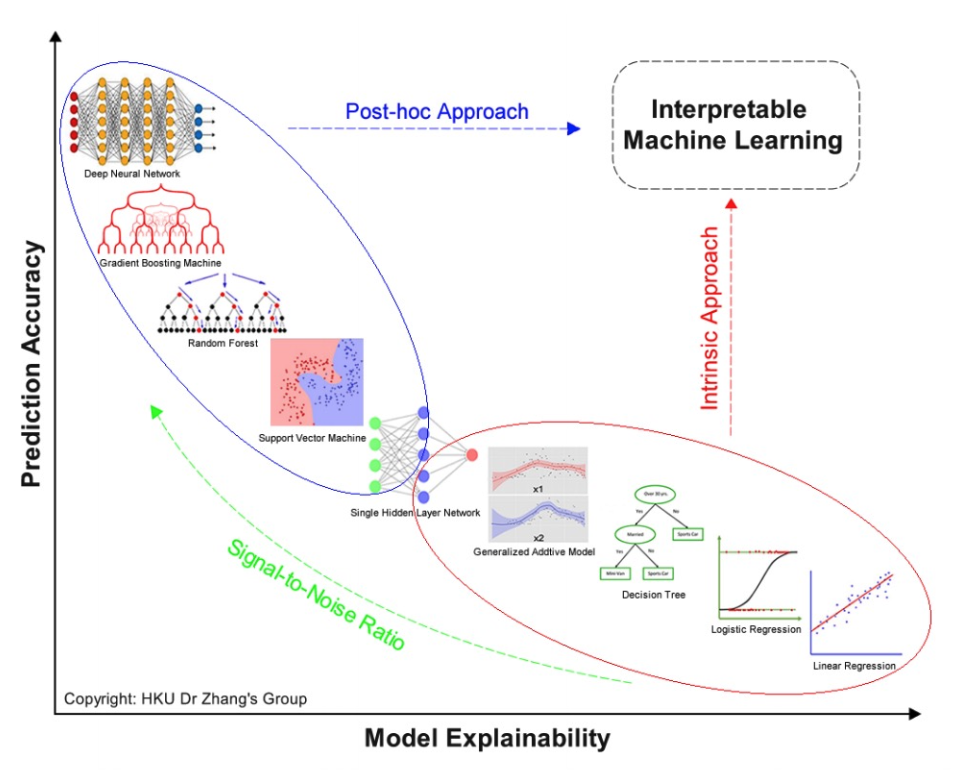 Post-hoc Approach
Interpretable
Machine Learning
Deep Neural Network
Gradient Boosting Machine
Random Forest
Support Vector Machine
Single Hidden Layer Network
x1
x2
Generalized Addtive Model
Over 30 yrs
Yes
No
Married
Sports Car
Yes
No
Mini Van
Sports Car
Decision Tree
Logistic Regression
Linear Regression
Intrinsic Approach
Signal-to-Noise Ratio
Prediction Accuracy
Copyright: HKU Dr Zhang's Group
Model Explainability